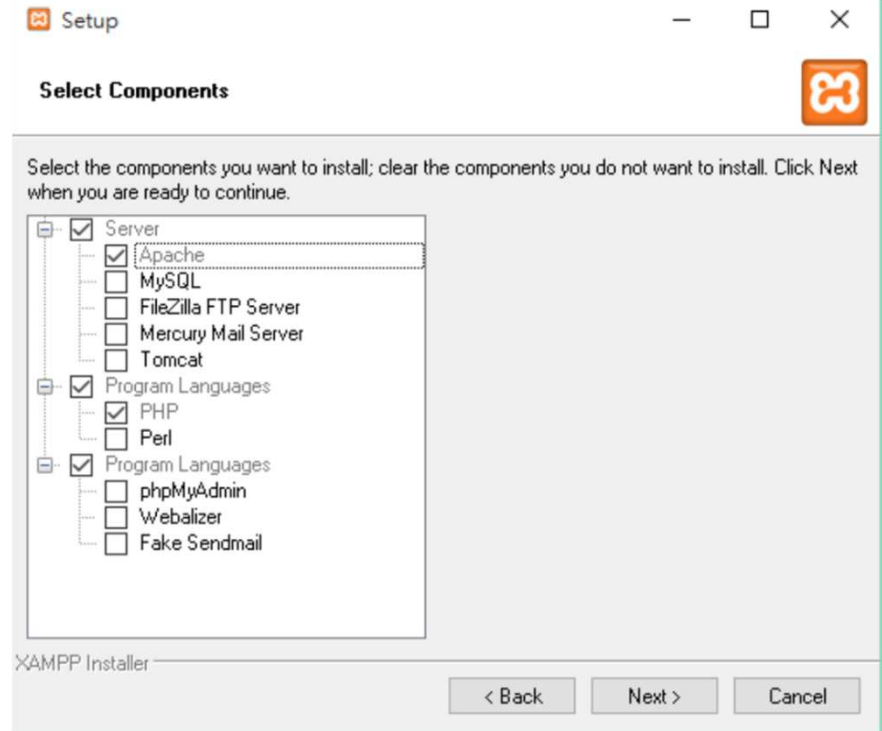 Setup
Select Components
Select the components you want to install; clear the components you do not want to install. Click Next
when you are ready to continue.
Server
Apache
MySQL
FileZilla FTP Server
Mercury Mail Server
Tomcat
Program Languages
PHP
Perl
Program Languages
phpMyAdmin
Webalizer
Fake Sendmail
XAMPP Installer
< Back Next > Cancel